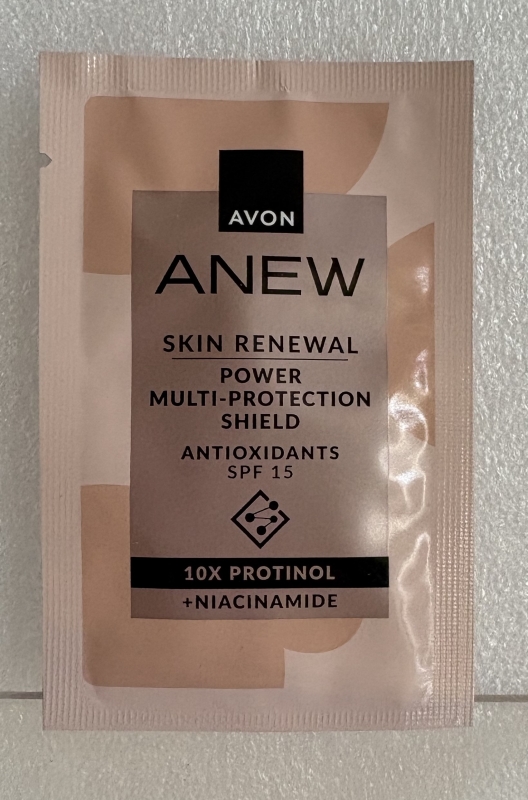 AVON
ANEW
SKIN RENEWAL
POWER
MULTI-PROTECTION
SHIELD
ANTIOXIDANTS
SPF 15
10X PROTINOL
+NIACINAMIDE